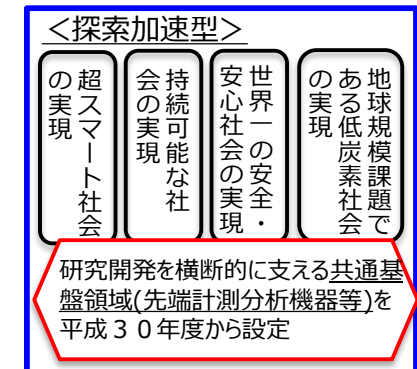 ＜探索加速型＞
超スマート社会
の実現
持続可能な社
会の実現
世界一の安全・
安心社会の実現
地球規模課題で
ある低炭素社会
の実現
研究開発を横断的に支える共通基
盤領域(先端計測分析機器等)を
平成３０年度から設定